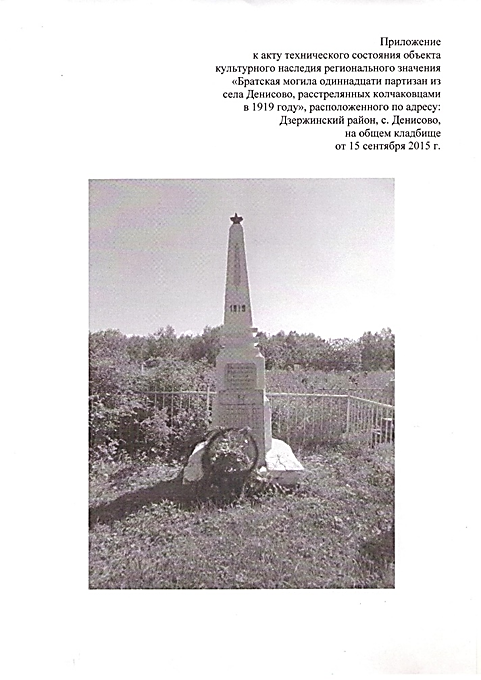 Приложение
к акту технического состояния объекта
культурного наследия регионального значения
«Братская могила одиннадцати партизан из
села Денисово, расстрелянных колчаковцами
в 1919 году», расположенного по адресу:
Дзержинский район, с. Денисово,
на общем кладбище
от 15 сентября 2015 г.
1919